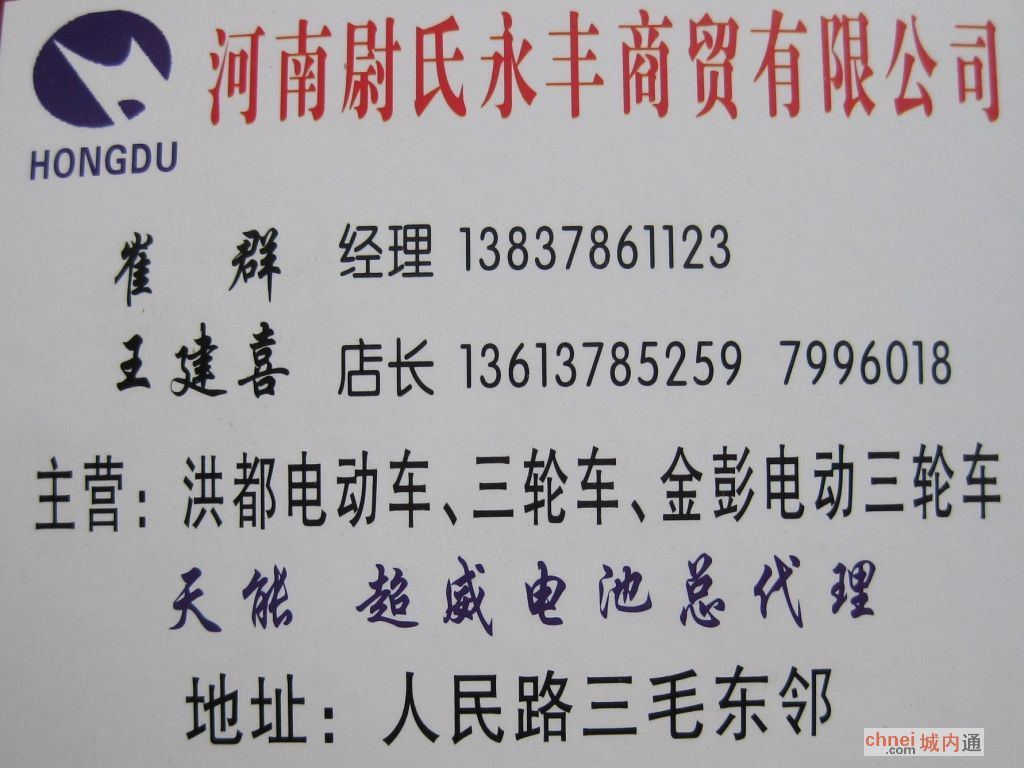 河南尉氏永丰商贸有限公司
HONGDU
崔 群 经理 13837861123
王建喜 店长 13613785259 7996018
主营：洪都电动车、三轮车、金彭电动三轮车
天能 超威电池总代理
地址：人民路三毛东邻
chnei.com城内通